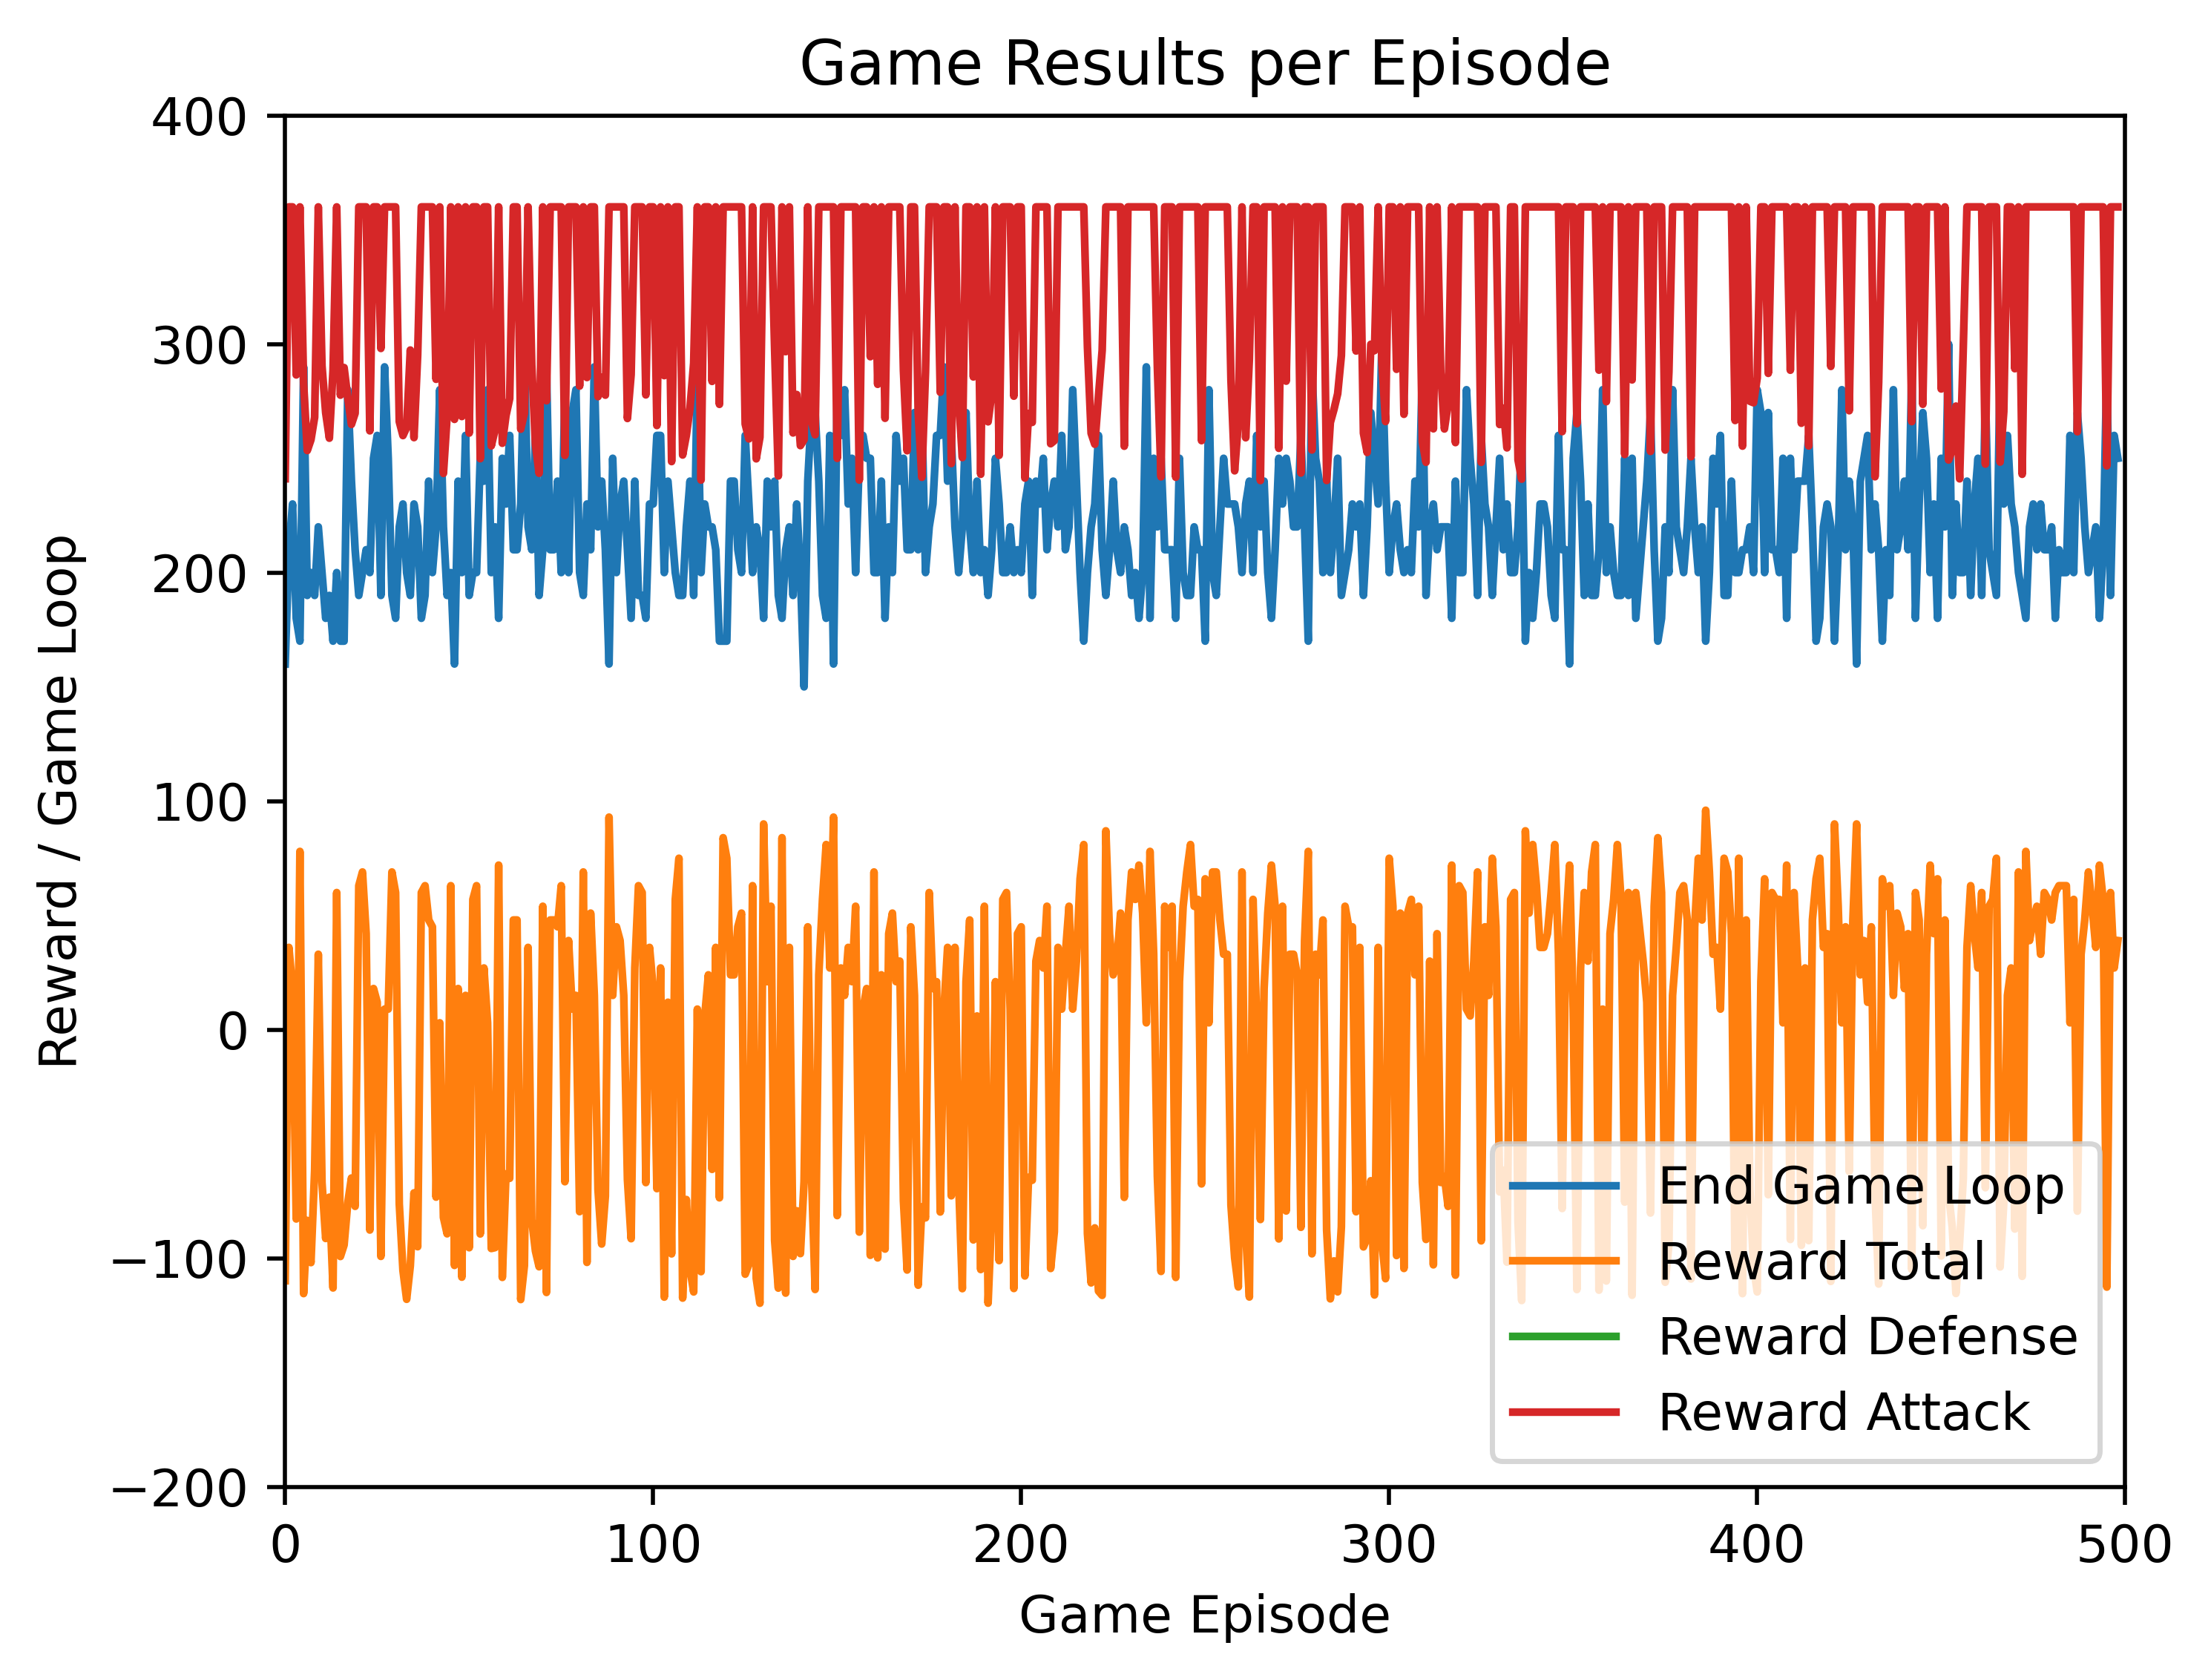 Game Results per Episode
400
300
200
100
0
−100
−200
Reward / Game Loop
End Game Loop
Reward Total
Reward Defense
Reward Attack
0 100 200 300 400 500
Game Episode